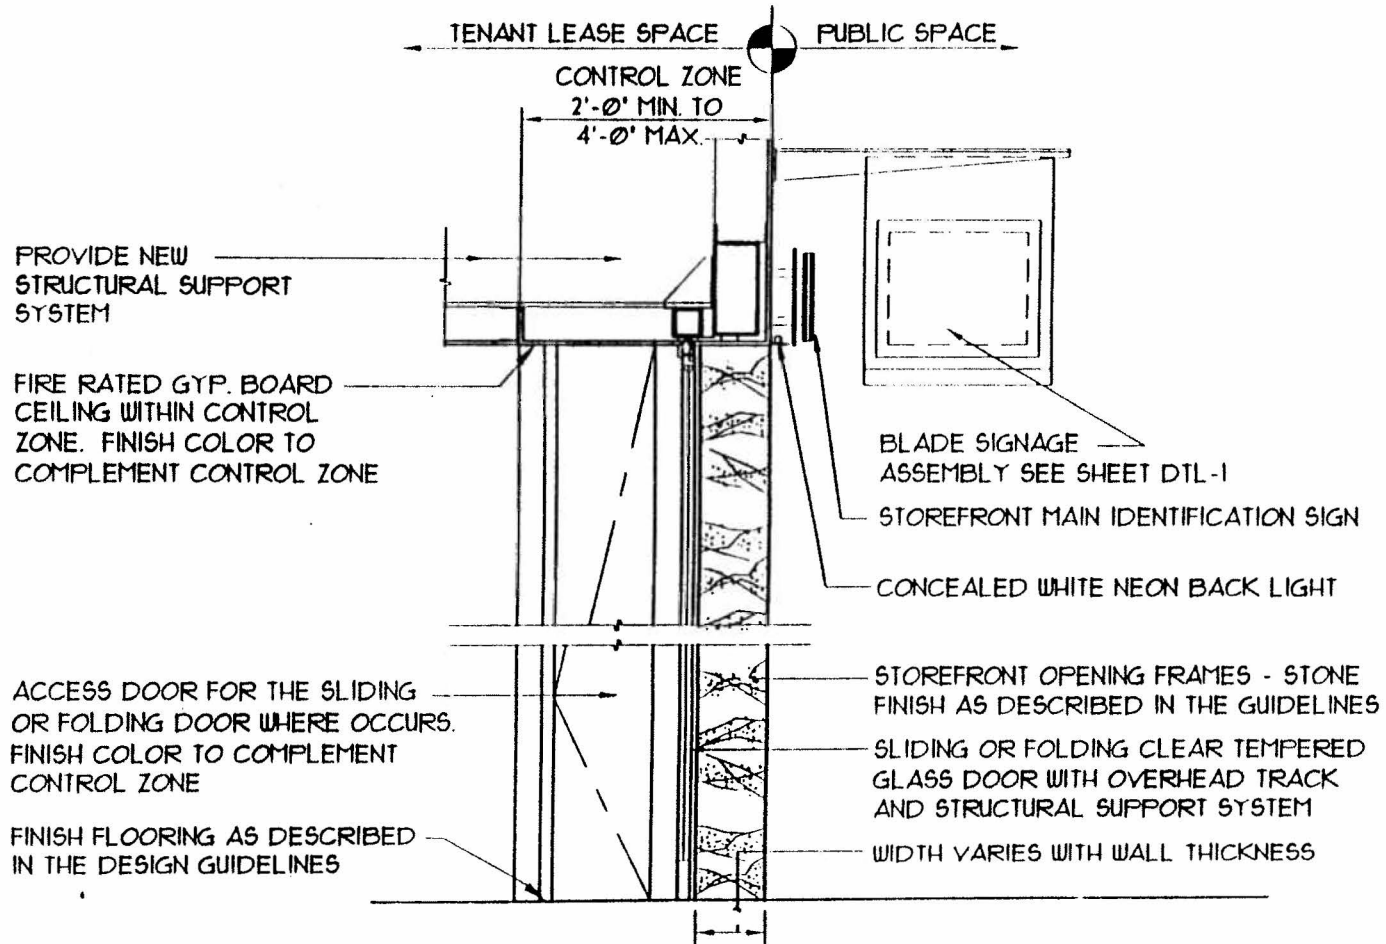 TENANT LEASE SPACE
PUBLIC SPACE
CONTROL ZONE
2'-0' MIN. TO
4'-0' MAX.
PROVIDE NEW
STRUCTURAL SUPPORT
SYSTEM
FIRE RATED GYP. BOARD
CEILING WITHIN CONTROL
ZONE. FINISH COLOR TO
COMPLEMENT CONTROL ZONE
ACCESS DOOR FOR THE SLIDING
OR FOLDING DOOR WHERE OCCURS.
FINISH COLOR TO COMPLEMENT
CONTROL ZONE
FINISH FLOORING AS DESCRIBED
IN THE DESIGN GUIDELINES
BLADE SIGNAGE
ASSEMBLY SEE SHEET DTL-1
STOREFRONT MAIN IDENTIFICATION SIGN
CONCEALED WHITE NEON BACK LIGHT
STOREFRONT OPENING FRAMES - STONE
FINISH AS DESCRIBED IN THE GUIDELINES
SLIDING OR FOLDING CLEAR TEMPERED
GLASS DOOR WITH OVERHEAD TRACK
AND STRUCTURAL SUPPORT SYSTEM
WIDTH VARIES WITH WALL THICKNESS